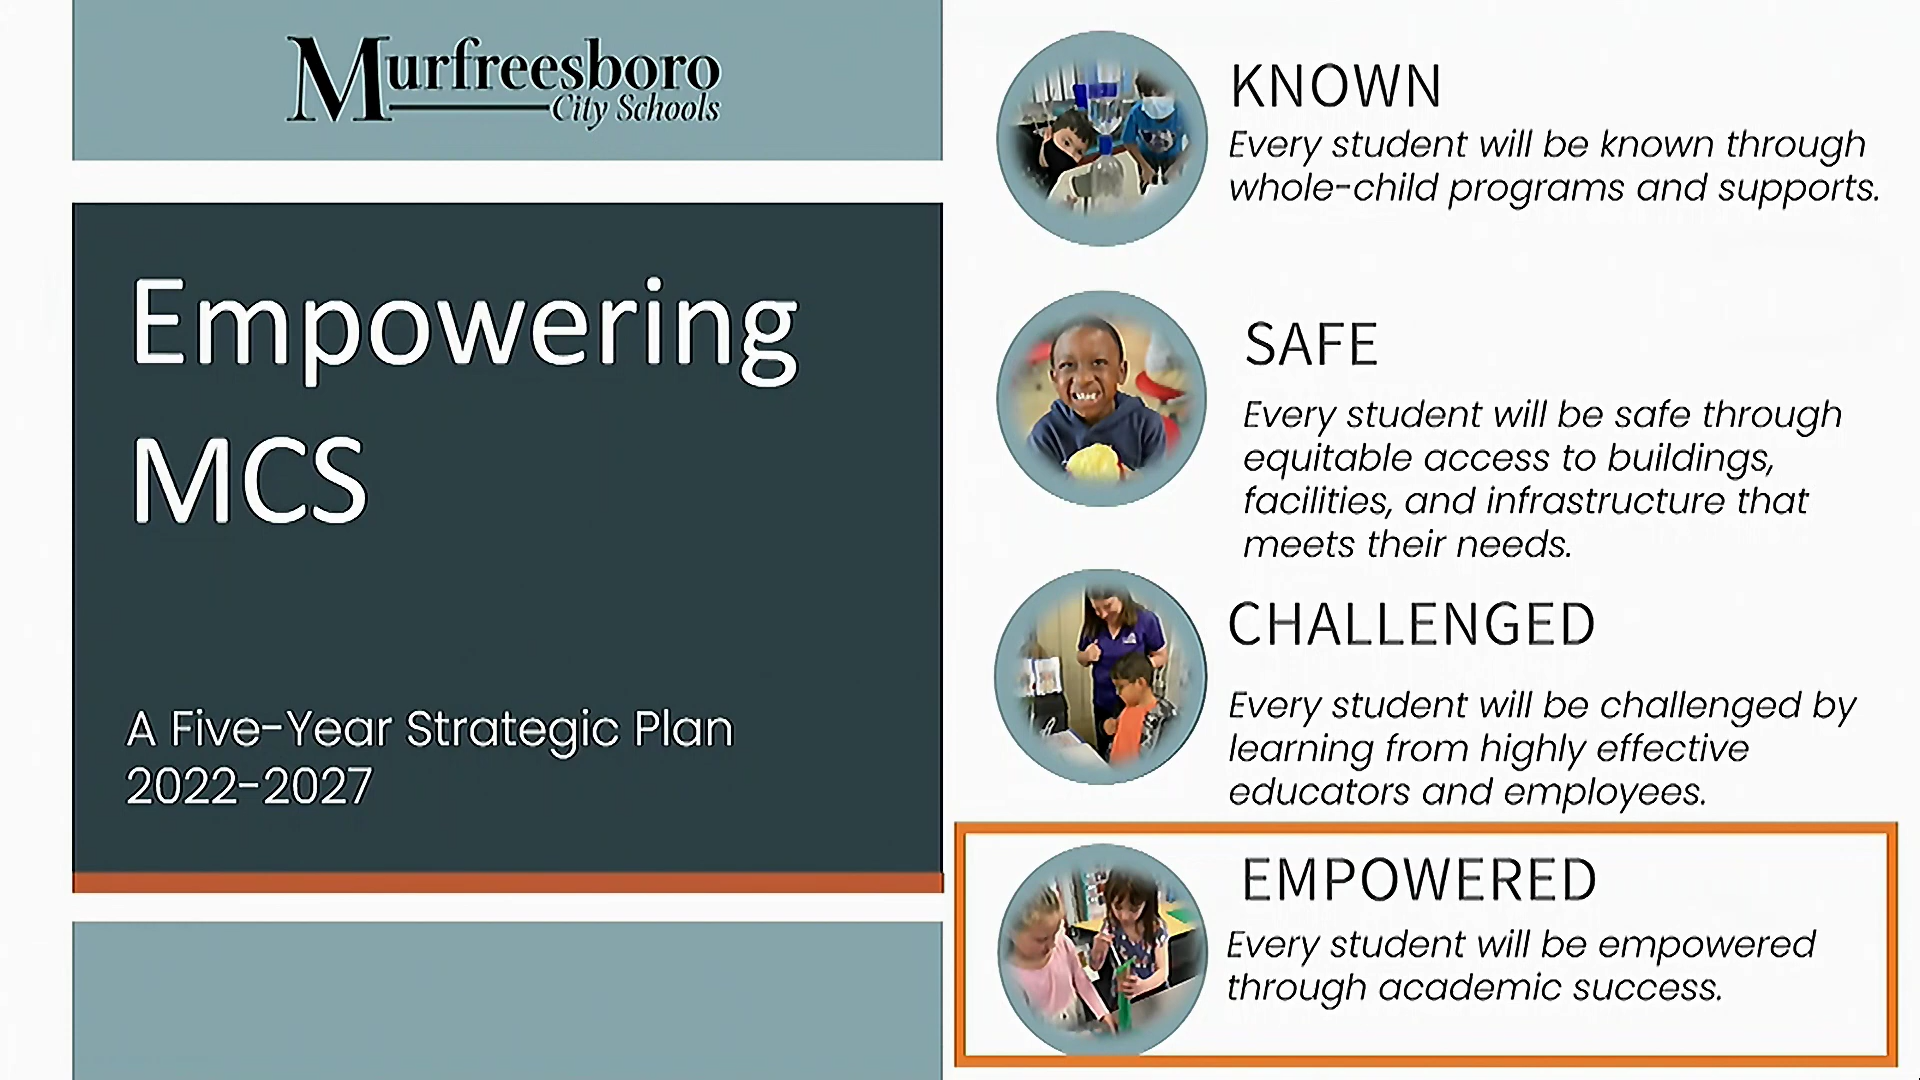 Murfreesboro
City Schools
Empowering
MCS
A Five-Year Strategic Plan
2022-2027
KNOWN
Every student will be known through
whole-child programs and supports.
SAFE
Every student will be safe through
equitable access to buildings,
facilities, and infrastructure that
meets their needs.
CHALLENGED
Every student will be challenged by
learning from highly effective
educators and employees.
EMPOWERED
Every student will be empowered
through academic success.